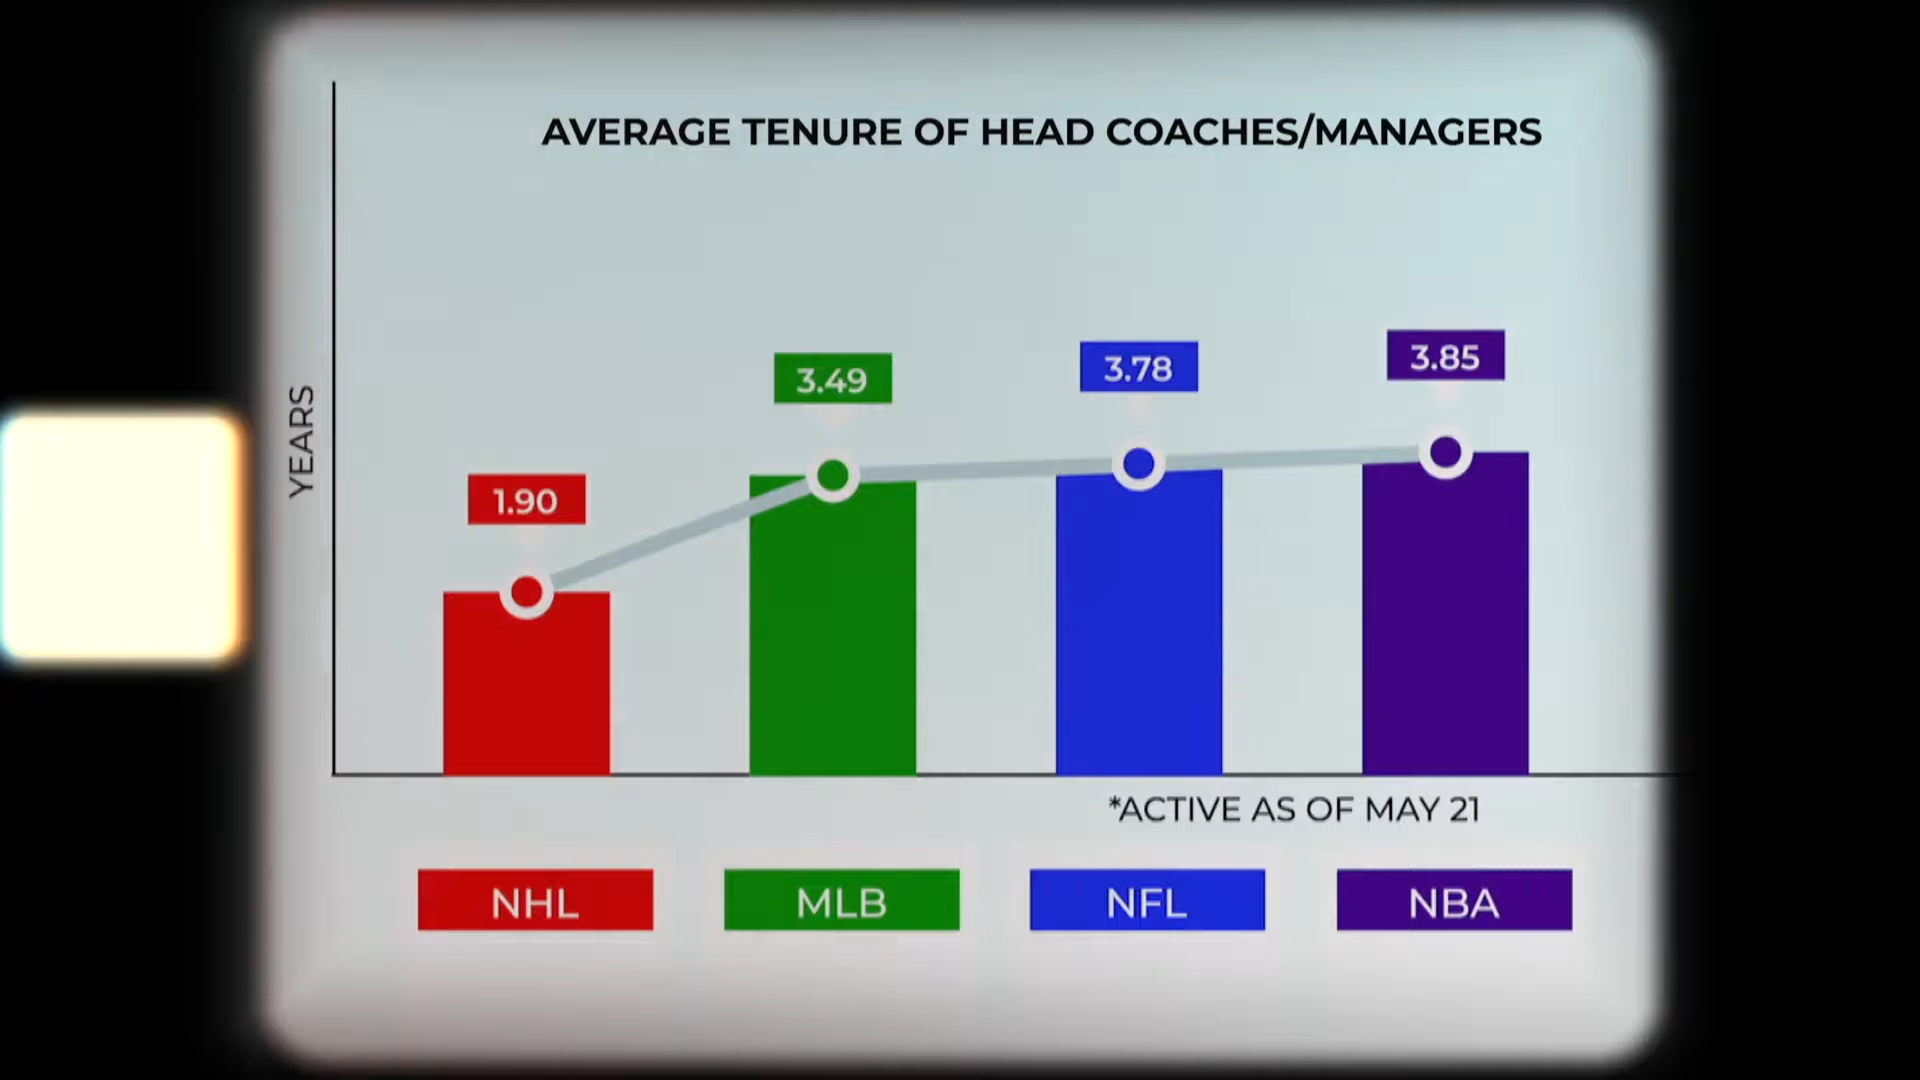 AVERAGE TENURE OF HEAD COACHES/MANAGERS
YEARS
1.90
3.49
3.78
3.85
*ACTIVE AS OF MAY 21
NHL
MLB
NFL
NBA